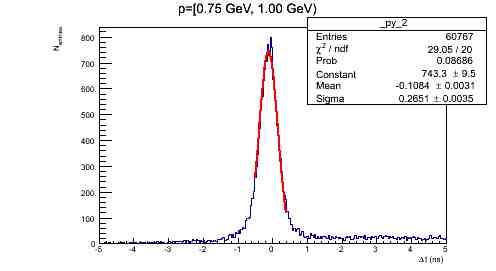 p=[0.75 GeV, 1.00 GeV)
_py_2
Entries 60767
χ² / ndf 29.05 / 20
Prob 0.08686
Constant 743.3 ± 9.5
Mean -0.1084 ± 0.0031
Sigma 0.2651 ± 0.0035
N entries
800
700
600
500
400
300
200
100
0
-5 -4 -3 -2 -1 0 1 2 3 4 5
Δt (ns)